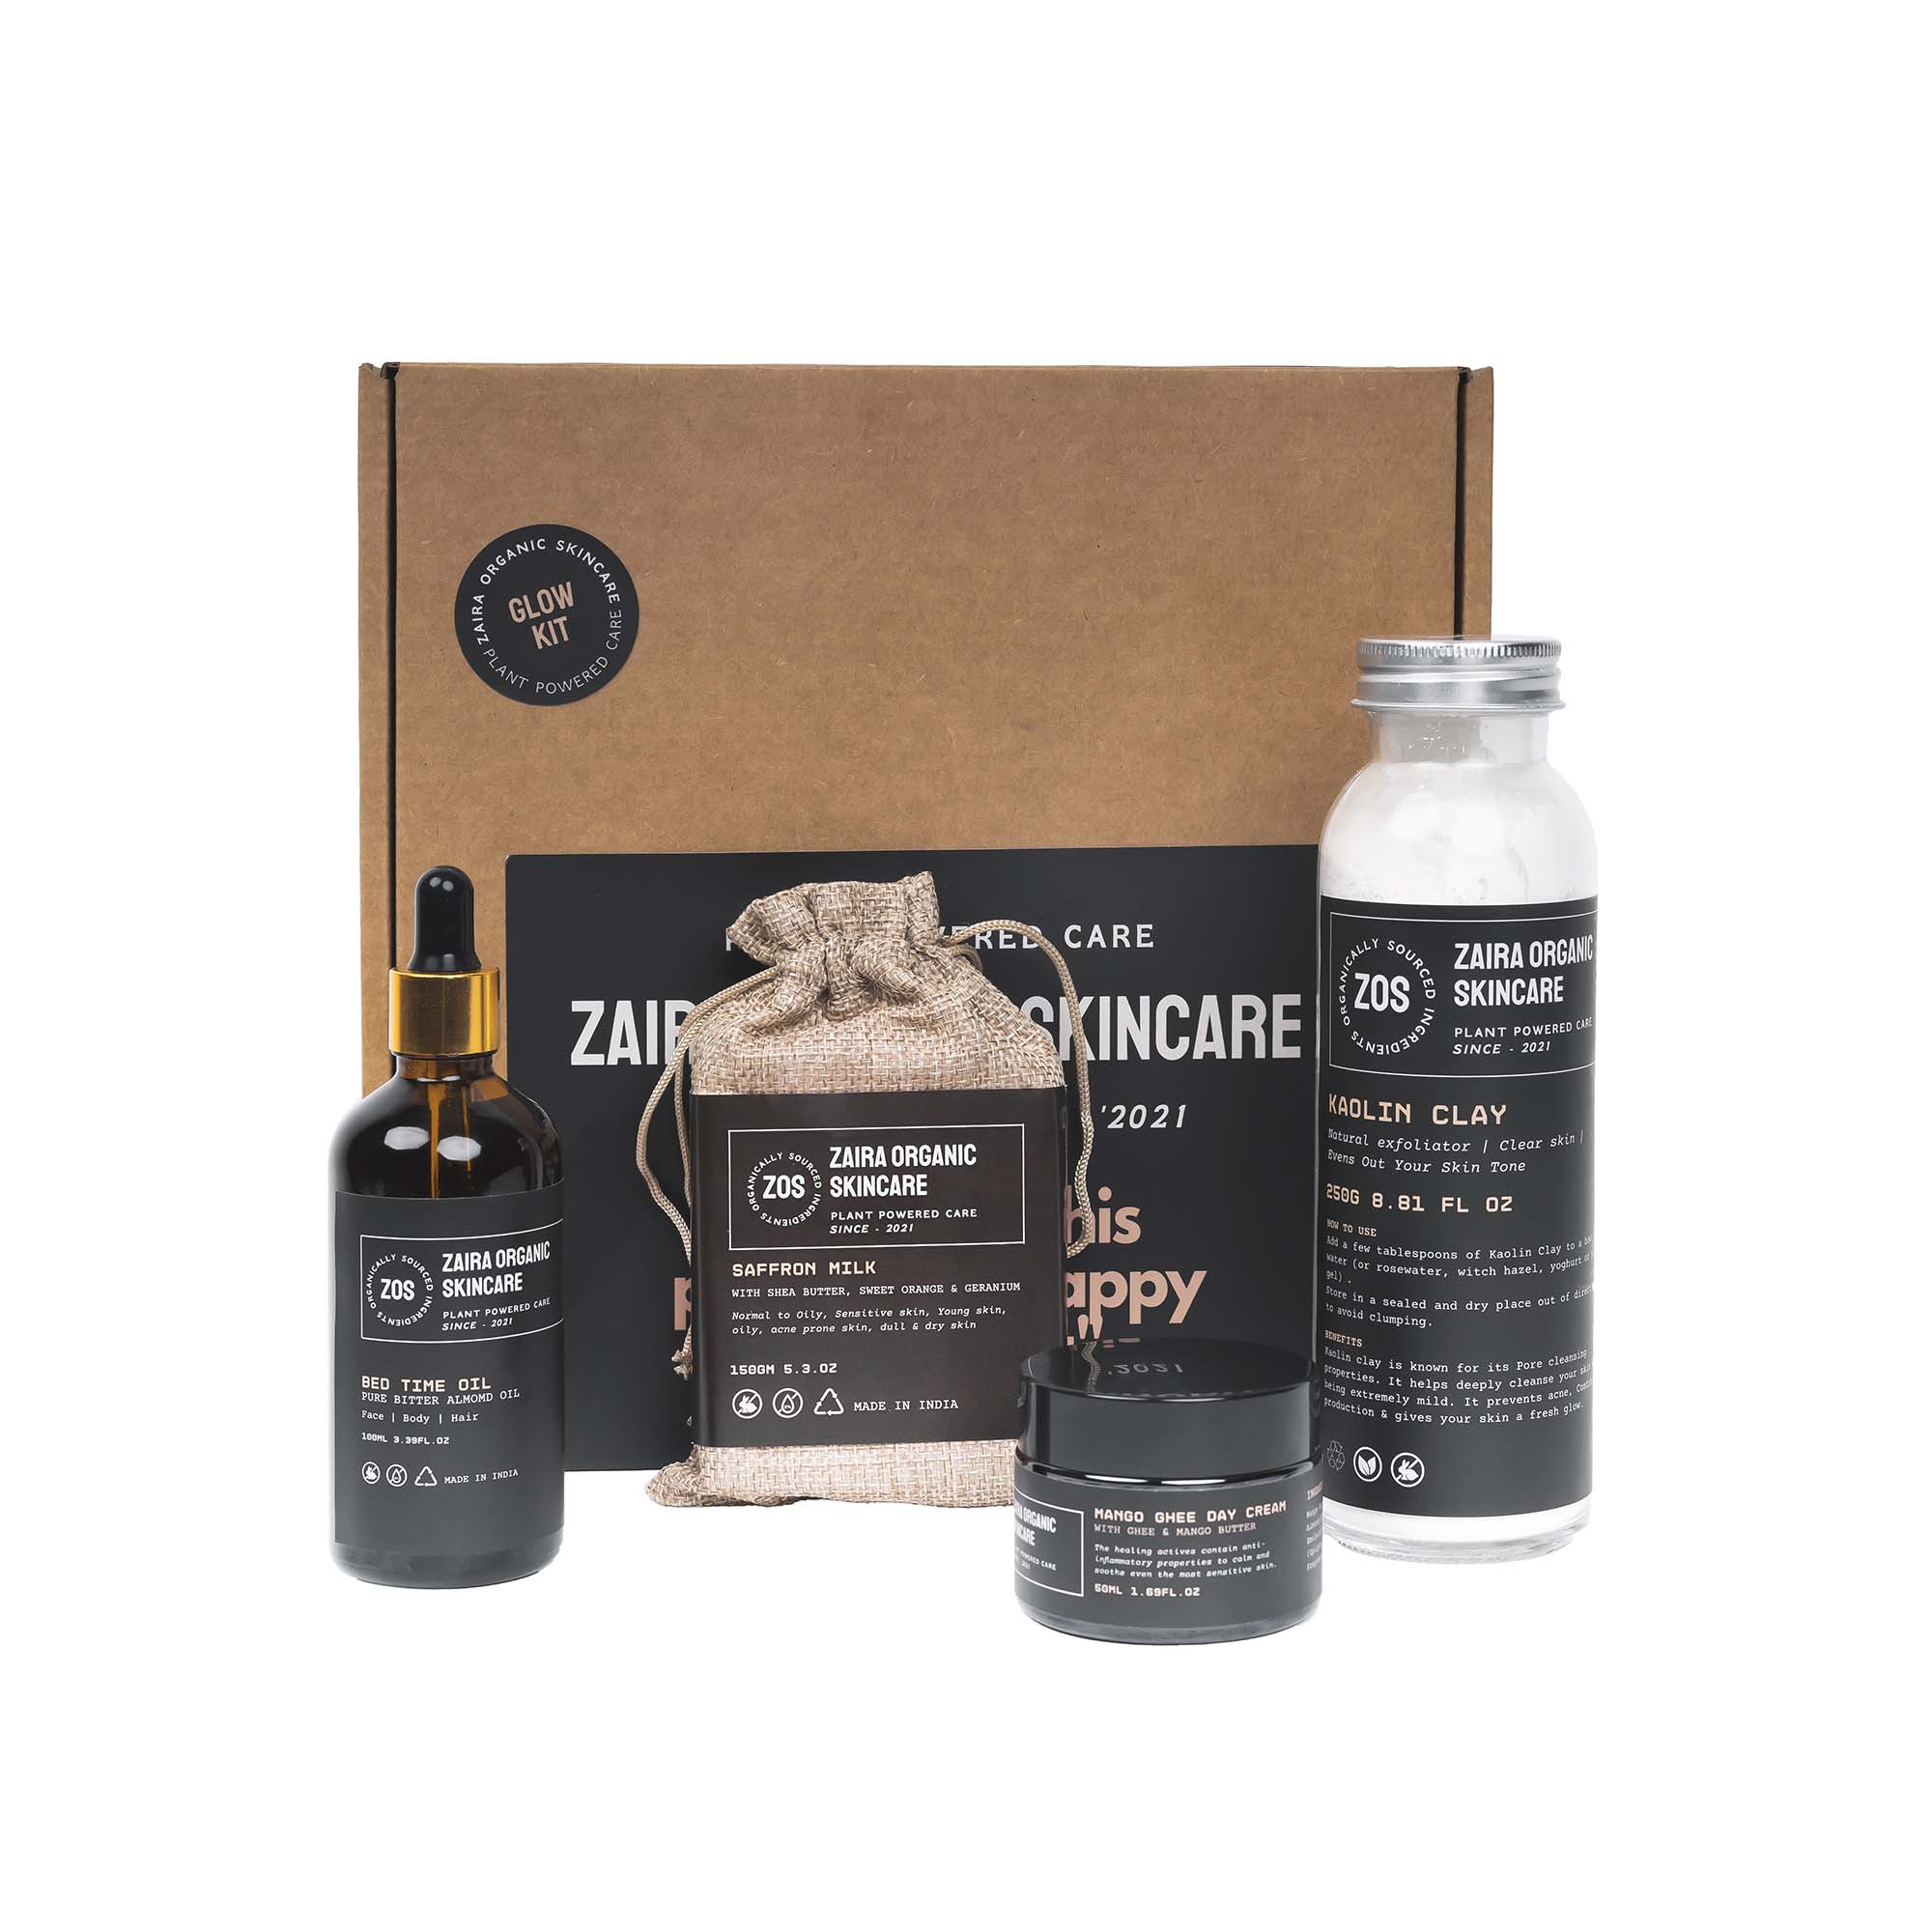 ZAIRA ORGANIC SKINCARE
PLANT POWERED CARE
GLOW
KIT
CARE
SKINCARE
'2021
ZOS
ORGANICALLY SOURCED INGREDIENTS
ZAIRA ORGANIC
SKINCARE
PLANT POWERED CARE
SINCE - 2021
BED TIME OIL
PURE BITTER ALMOMD OIL
Face | Body | Hair
100ML 3.39FL.OZ
MADE IN INDIA
ZOS
ORGANICALLY SOURCED INGREDIENTS
ZAIRA ORGANIC
SKINCARE
PLANT POWERED CARE
SINCE - 2021
SAFFRON MILK
WITH SHEA BUTTER, SWEET ORANGE & GERANIUM
Normal to Oily, Sensitive skin, Young skin,
oily, acne prone skin, dull & dry skin
150GM 5.3.OZ
MADE IN INDIA
.2021
ORGANIC
POWERED CARE
MANGO GHEE DAY CREAM
WITH GHEE & MANGO BUTTER
The healing actives contain anti-
inflammatory properties to calm and
soothe even the most sensitive skin.
50ML 1.69FL.OZ
ZOS
ORGANICALLY SOURCED INGREDIENTS
ZAIRA ORGANIC
SKINCARE
PLANT POWERED CARE
SINCE - 2021
KAOLIN CLAY
Natural exfoliator | Clear skin |
Evens Out Your Skin Tone
250G 8.81 FL OZ
HOW TO USE
Add a few tablespoons of Kaolin Clay to a
water (or rosewater, witch hazel, yoghurt or
gel).
Store in a sealed and dry place out of direct
to avoid clumping.
BENEFITS
Kaolin clay is known for its Pore cleansing
properties. It helps deeply cleanse your skin
being extremely mild. It prevents acne,
production & gives your skin a fresh glow.